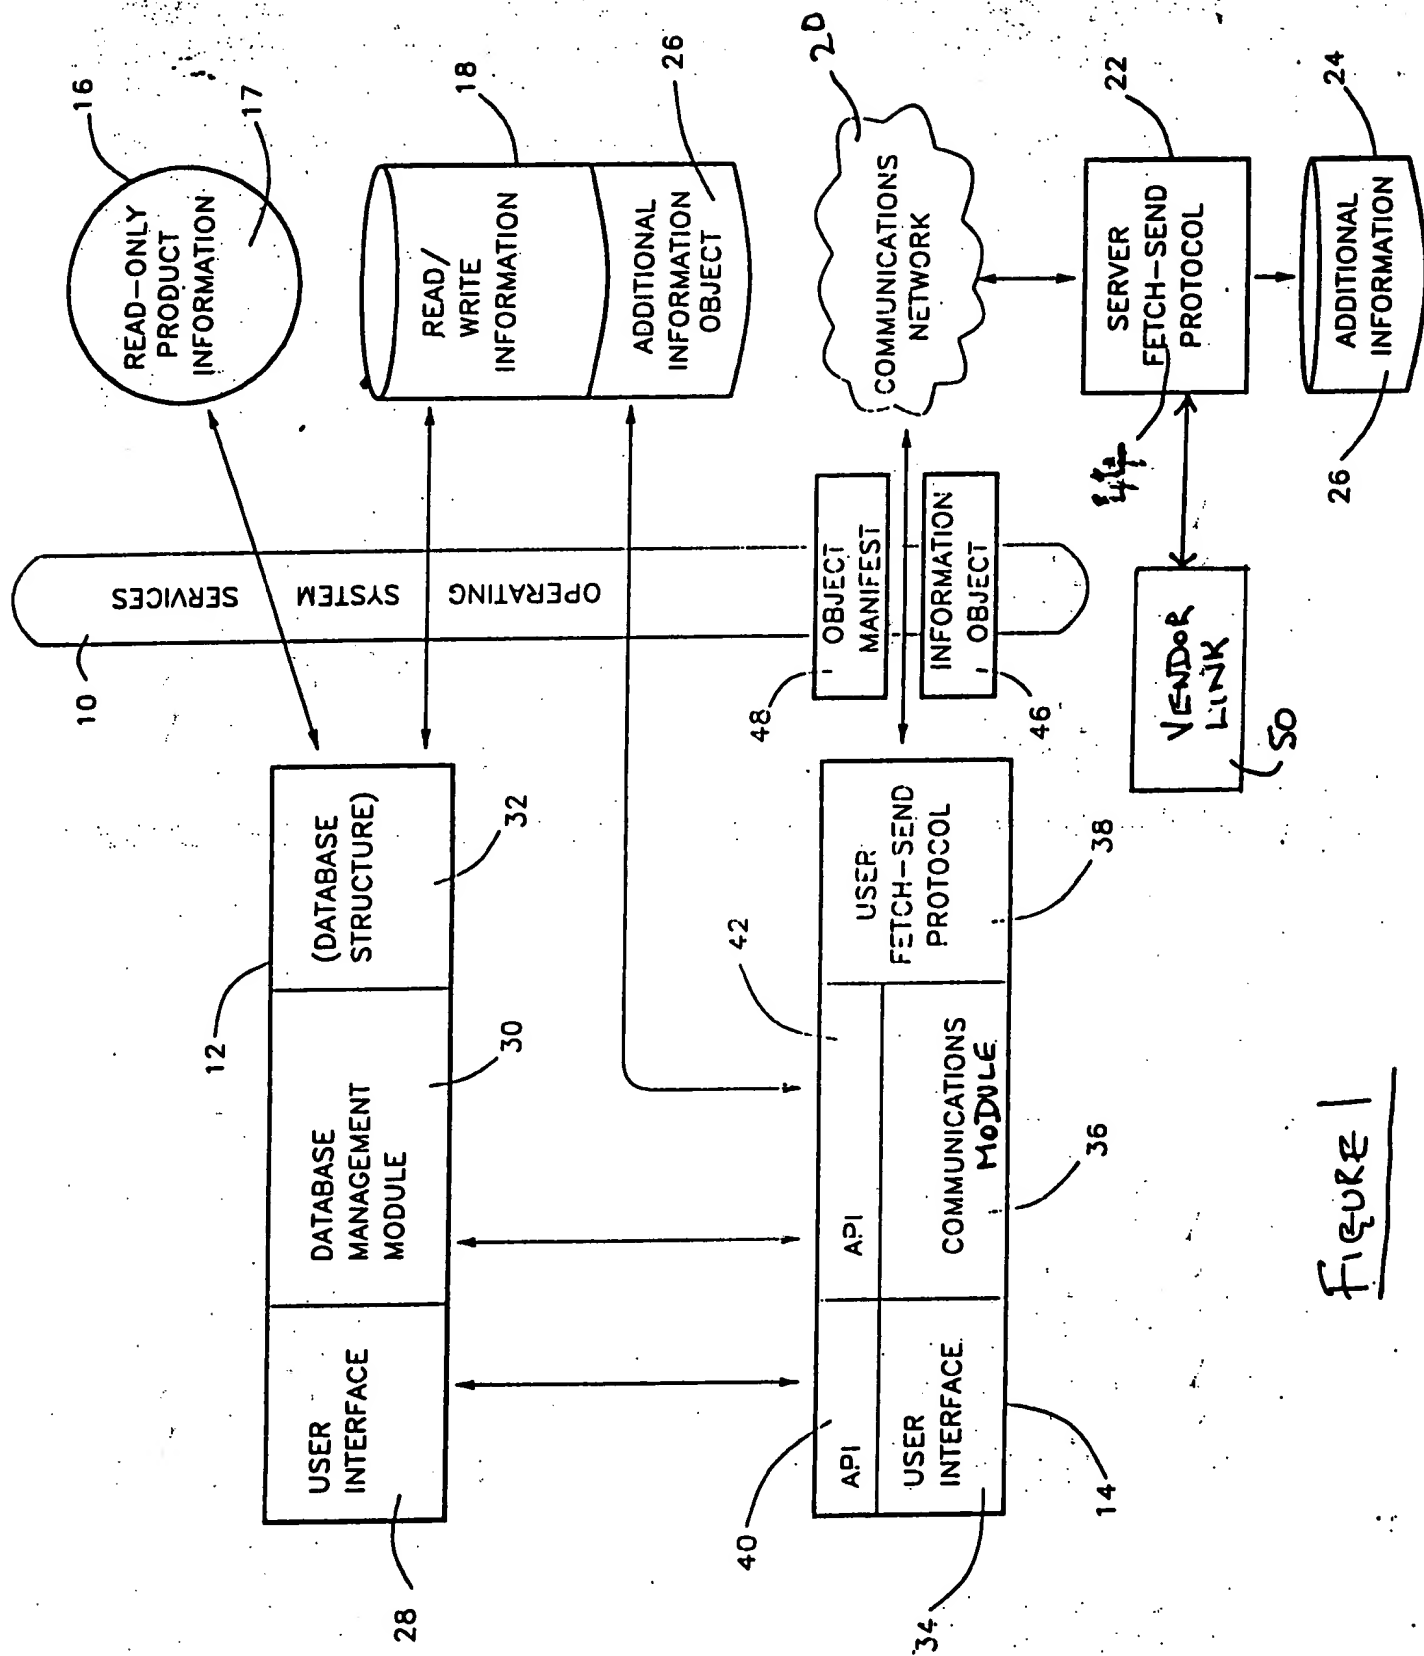 16
READ-ONLY
PRODUCT
INFORMATION
17
18
READ/
WRITE
INFORMATION
26
ADDITIONAL
INFORMATION
OBJECT
20
COMMUNICATIONS
NETWORK
22
SERVER
FETCH-SEND
PROTOCOL
44
24
ADDITIONAL
INFORMATION
26
10
OPERATING
SYSTEM
SERVICES
48
OBJECT
MANIFEST
INFORMATION
OBJECT
46
VENDOR
LINK
50
12
(DATABASE
STRUCTURE)
32
DATABASE
MANAGEMENT
MODULE
30
USER
INTERFACE
28
42
USER
FETCH-SEND
PROTOCOL
38
API
COMMUNICATIONS
MODULE
36
40
API
USER
INTERFACE
34
14
FIGURE 1